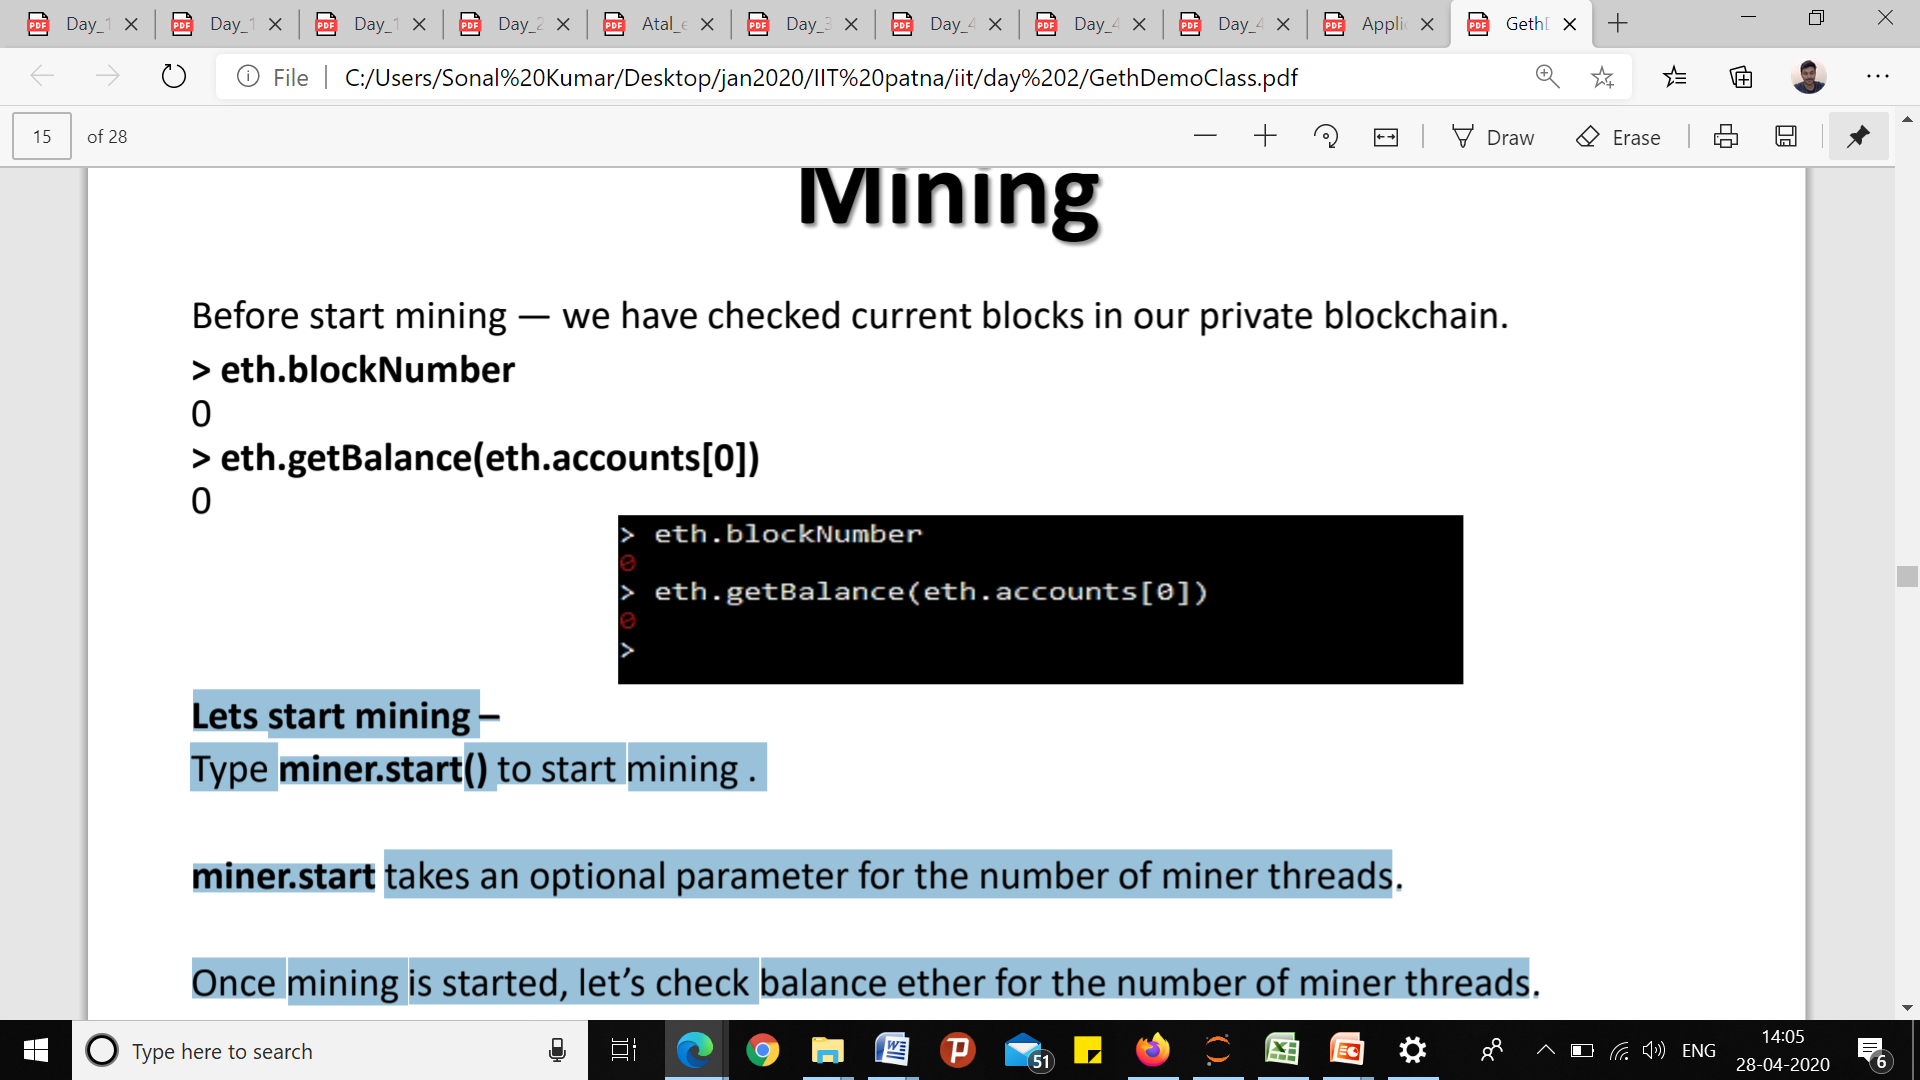 Day_1
Day_1
Day_1
Day_2
Atal_e
Day_3
Day_4
Day_4
Day_4
Applic
GethD
File
C:/Users/Sonal%20Kumar/Desktop/jan2020/IIT%20patna/iit/day%202/GethDemoClass.pdf
15 of 28
Draw
Erase
Mining
Before start mining — we have checked current blocks in our private blockchain.
> eth.blockNumber
0
> eth.getBalance(eth.accounts[0])
0
> eth.blockNumber
0
> eth.getBalance(eth.accounts[0])
0
>
Lets start mining –
Type miner.start() to start mining .
miner.start takes an optional parameter for the number of miner threads.
Once mining is started, let’s check balance ether for the number of miner threads.
Type here to search
51
ENG
14:05
28-04-2020
6